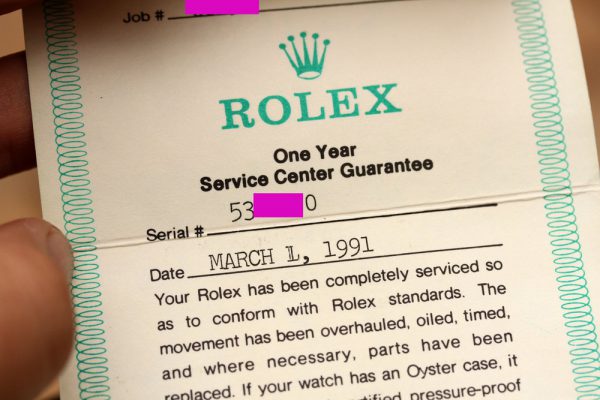 Job #
ROLEX
One Year
Service Center Guarantee
53 0
Serial #
Date MARCH 1, 1991
Your Rolex has been completely serviced so
as to conform with Rolex standards. The
movement has been overhauled, oiled, timed,
and where necessary, parts have been
replaced. If your watch has an Oyster case, it
pressure-proof